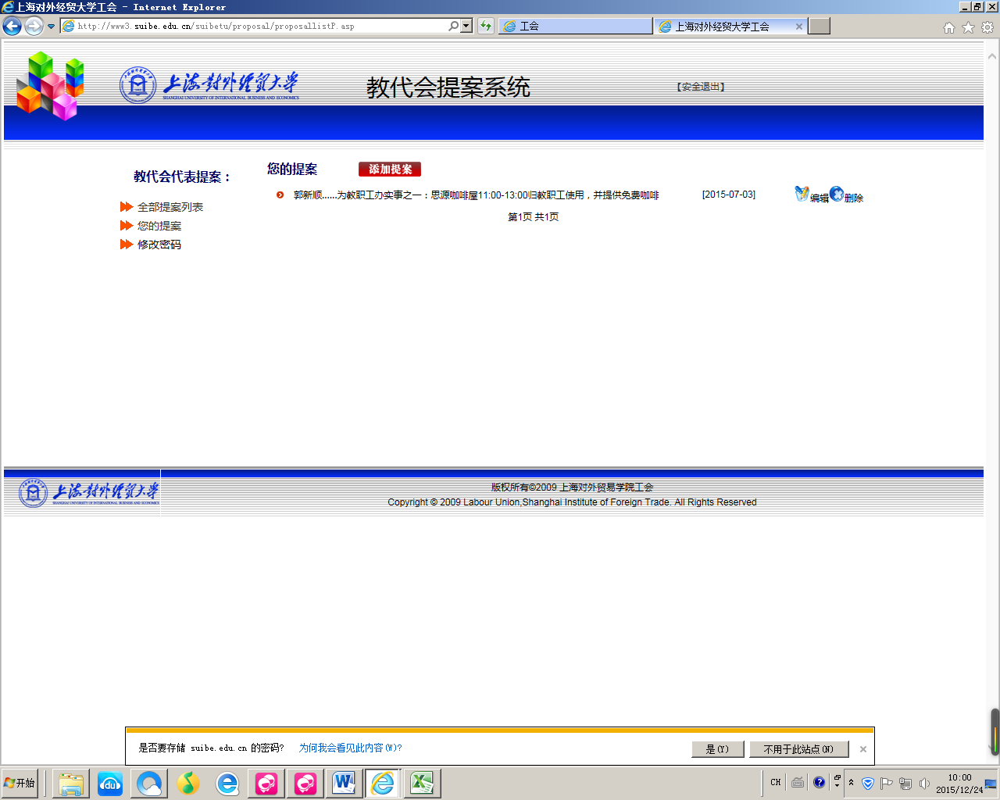 上海对外经贸大学工会 - Internet Explorer
http://www3.suibe.edu.cn/suibetu/proposal/proposallistP.asp
工会
上海对外经贸大学工会
上海对外经贸大学
SHANGHAI UNIVERSITY OF INTERNATIONAL BUSINESS AND ECONOMICS
教代会提案系统
【安全退出】
教代会代表提案：
全部提案列表
您的提案
修改密码
您的提案
添加提案
郭新顺......为教职工办实事之一：思源咖啡屋11:00-13:00归教职工使用，并提供免费咖啡
[2015-07-03]
编辑
删除
第1页 共1页
上海对外经贸大学
SHANGHAI UNIVERSITY OF INTERNATIONAL BUSINESS AND ECONOMICS
版权所有©2009 上海对外贸易学院工会
Copyright © 2009 Labour Union,Shanghai Institute of Foreign Trade. All Rights Reserved
是否要存储 suibe.edu.cn 的密码?
为何我会看见此内容(W)?
是(Y)
不用于此站点(N)
开始
du
CH
10:00
2015/12/24